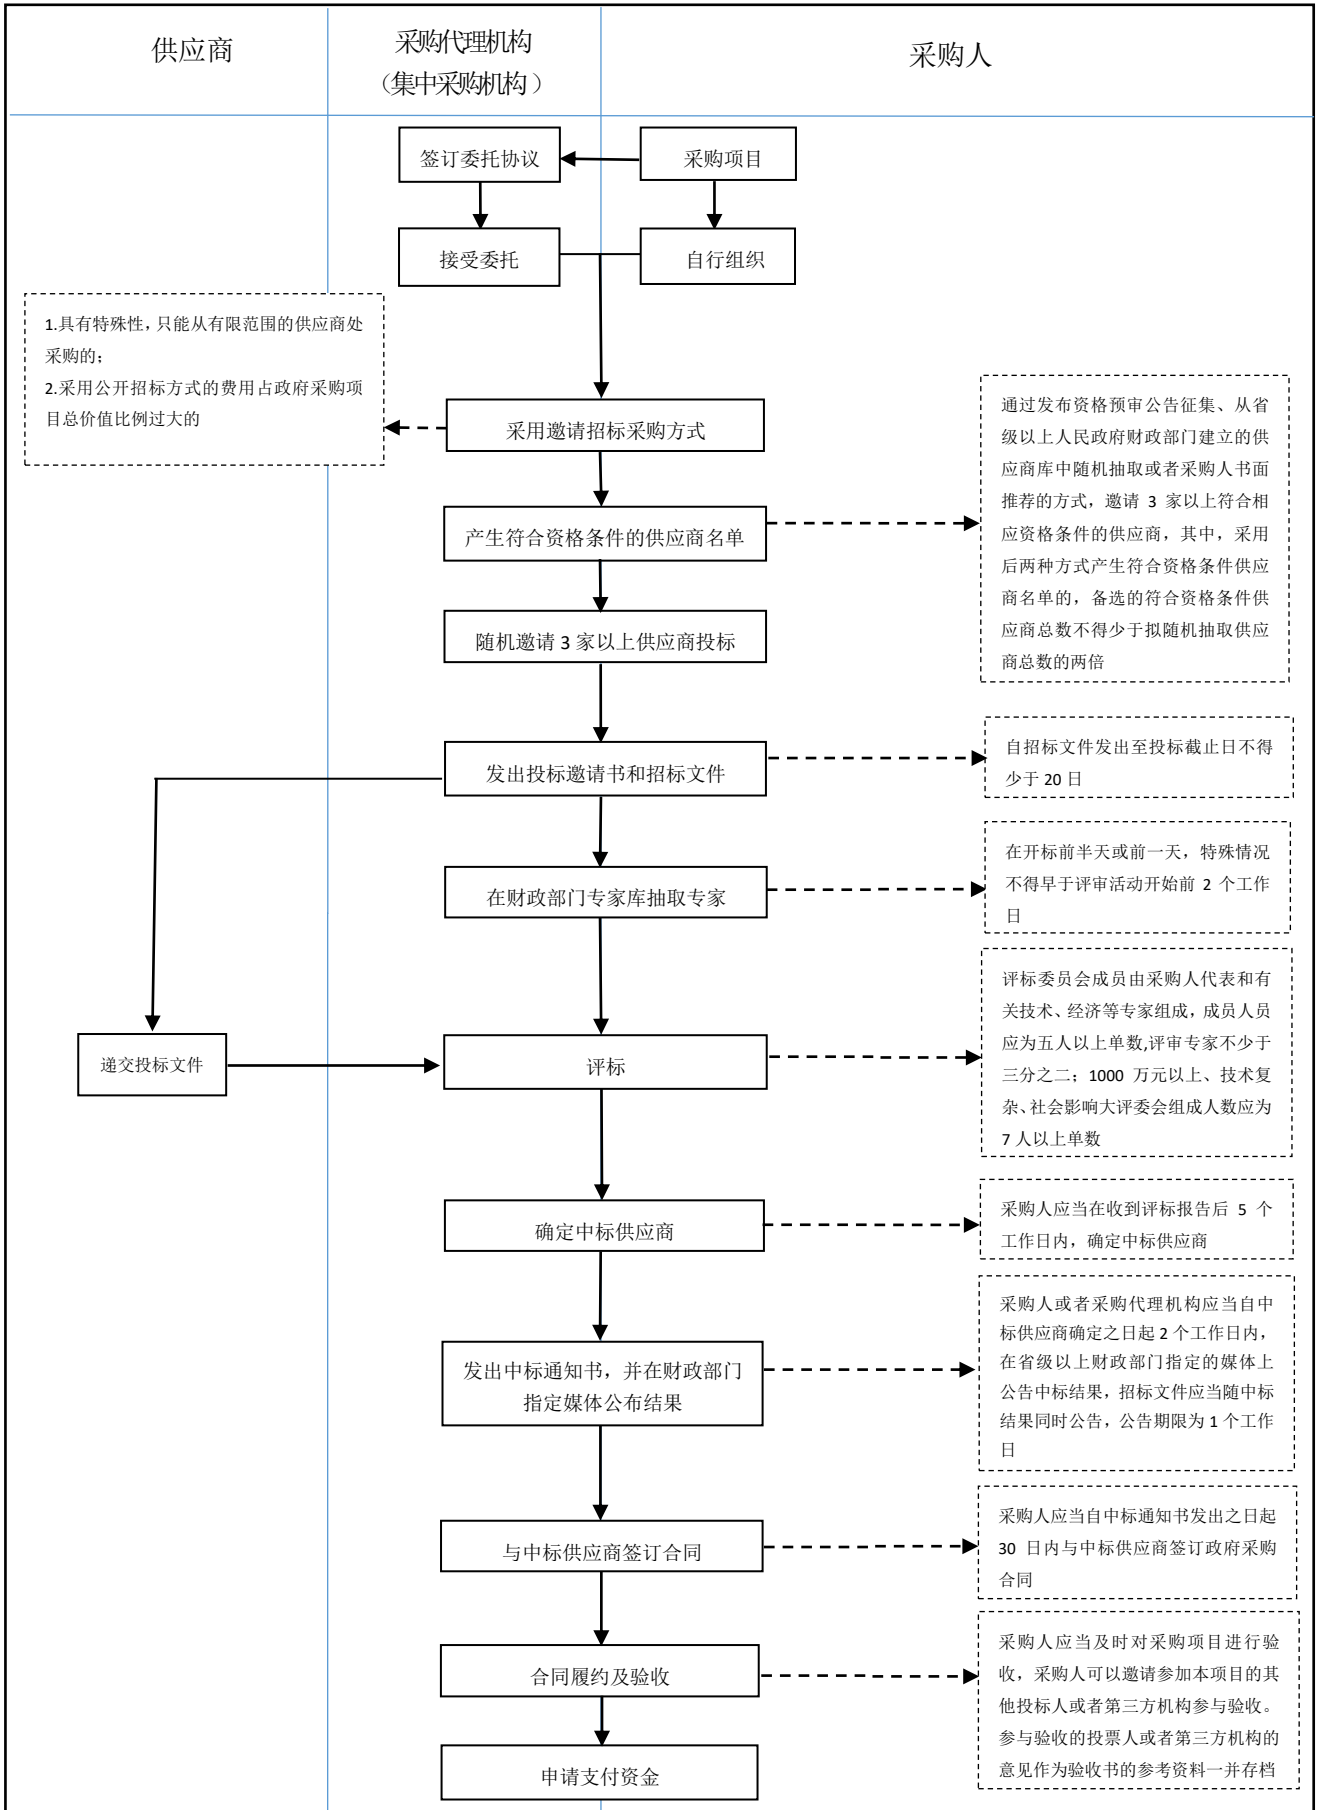 供应商
采购代理机构
（集中采购机构）
采购人
签订委托协议
采购项目
接受委托
自行组织
1.具有特殊性，只能从有限范围的供应商处
采购的；
2.采用公开招标方式的费用占政府采购项
目总价值比例过大的
采用邀请招标采购方式
通过发布资格预审公告征集、从省
级以上人民政府财政部门建立的供
应商库中随机抽取或者采购人书面
推荐的方式，邀请 3 家以上符合相
应资格条件的供应商，其中，采用
后两种方式产生符合资格条件供应
商名单的，备选的符合资格条件供
应商总数不得少于拟随机抽取供应
商总数的两倍
产生符合资格条件的供应商名单
随机邀请 3 家以上供应商投标
发出投标邀请书和招标文件
自招标文件发出至投标截止日不得
少于 20 日
在财政部门专家库抽取专家
在开标前半天或前一天，特殊情况
不得早于评审活动开始前 2 个工作
日
递交投标文件
评标
评标委员会成员由采购人代表和有
关技术、经济等专家组成，成员人员
应为五人以上单数,评审专家不少于
三分之二；1000 万元以上、技术复
杂、社会影响大评委会组成人数应为
7 人以上单数
确定中标供应商
采购人应当在收到评标报告后 5 个
工作日内，确定中标供应商
发出中标通知书，并在财政部门
指定媒体公布结果
采购人或者采购代理机构应当自中
标供应商确定之日起 2 个工作日内，
在省级以上财政部门指定的媒体上
公告中标结果，招标文件应当随中标
结果同时公告，公告期限为 1 个工作
日
与中标供应商签订合同
采购人应当自中标通知书发出之日起
30 日内与中标供应商签订政府采购
合同
合同履约及验收
采购人应当及时对采购项目进行验
收，采购人可以邀请参加本项目的其
他投标人或者第三方机构参与验收。
参与验收的投票人或者第三方机构的
意见作为验收书的参考资料一并存档
申请支付资金